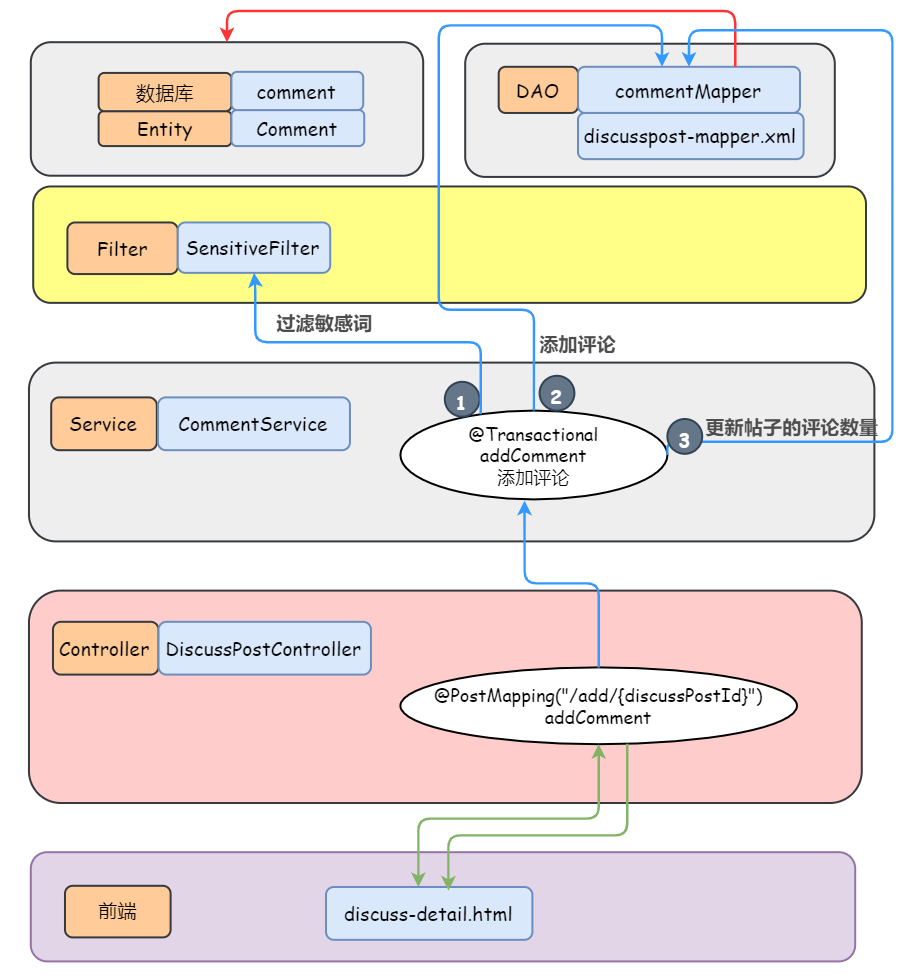 数据库
comment
Entity
Comment
DAO
commentMapper
discusspost-mapper.xml
Filter
SensitiveFilter
过滤敏感词
添加评论
1
2
3
更新帖子的评论数量
Service
CommentService
@Transactional
addComment
添加评论
Controller
DiscussPostController
@PostMapping("/add/{discussPostId}")
addComment
前端
discuss-detail.html